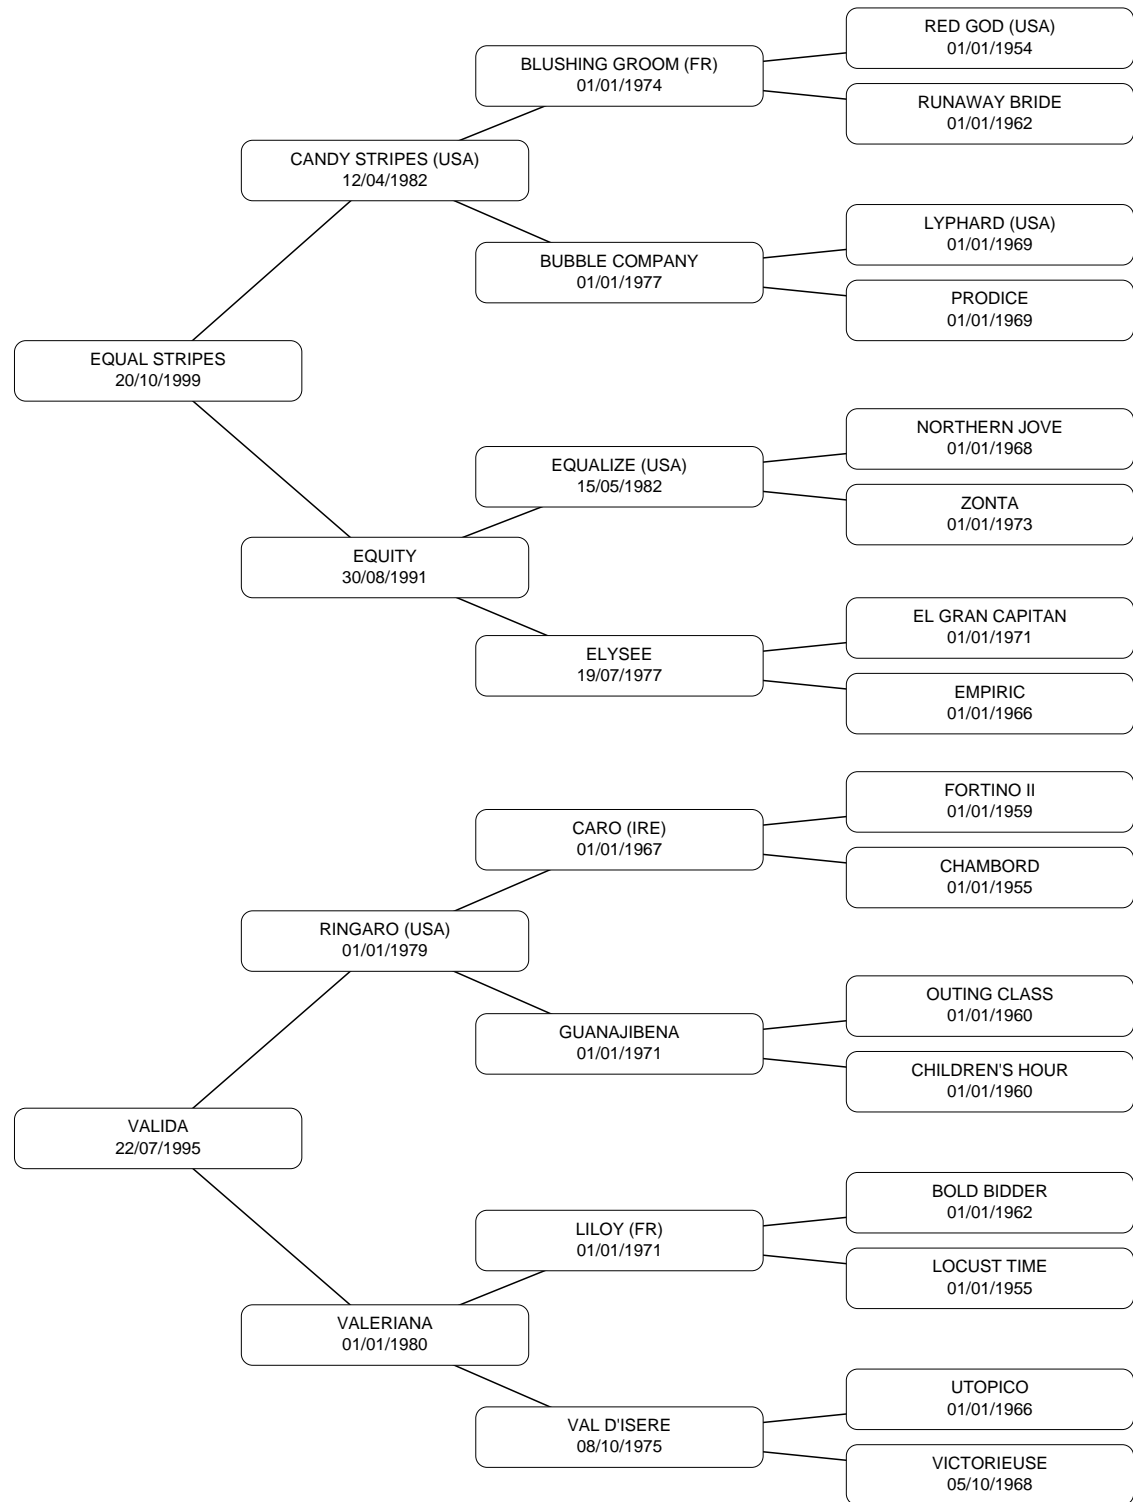 RED GOD (USA)
01/01/1954
BLUSHING GROOM (FR)
01/01/1974
RUNAWAY BRIDE
01/01/1962
CANDY STRIPES (USA)
12/04/1982
LYPHARD (USA)
01/01/1969
BUBBLE COMPANY
01/01/1977
PRODICE
01/01/1969
EQUAL STRIPES
20/10/1999
NORTHERN JOVE
01/01/1968
EQUALIZE (USA)
15/05/1982
ZONTA
01/01/1973
EQUITY
30/08/1991
EL GRAN CAPITAN
01/01/1971
ELYSEE
19/07/1977
EMPIRIC
01/01/1966
FORTINO II
01/01/1959
CARO (IRE)
01/01/1967
CHAMBORD
01/01/1955
RINGARO (USA)
01/01/1979
OUTING CLASS
01/01/1960
GUANAJIBENA
01/01/1971
CHILDREN'S HOUR
01/01/1960
VALIDA
22/07/1995
BOLD BIDDER
01/01/1962
LILOY (FR)
01/01/1971
LOCUST TIME
01/01/1955
VALERIANA
01/01/1980
UTOPICO
01/01/1966
VAL D'ISERE
08/10/1975
VICTORIEUSE
05/10/1968